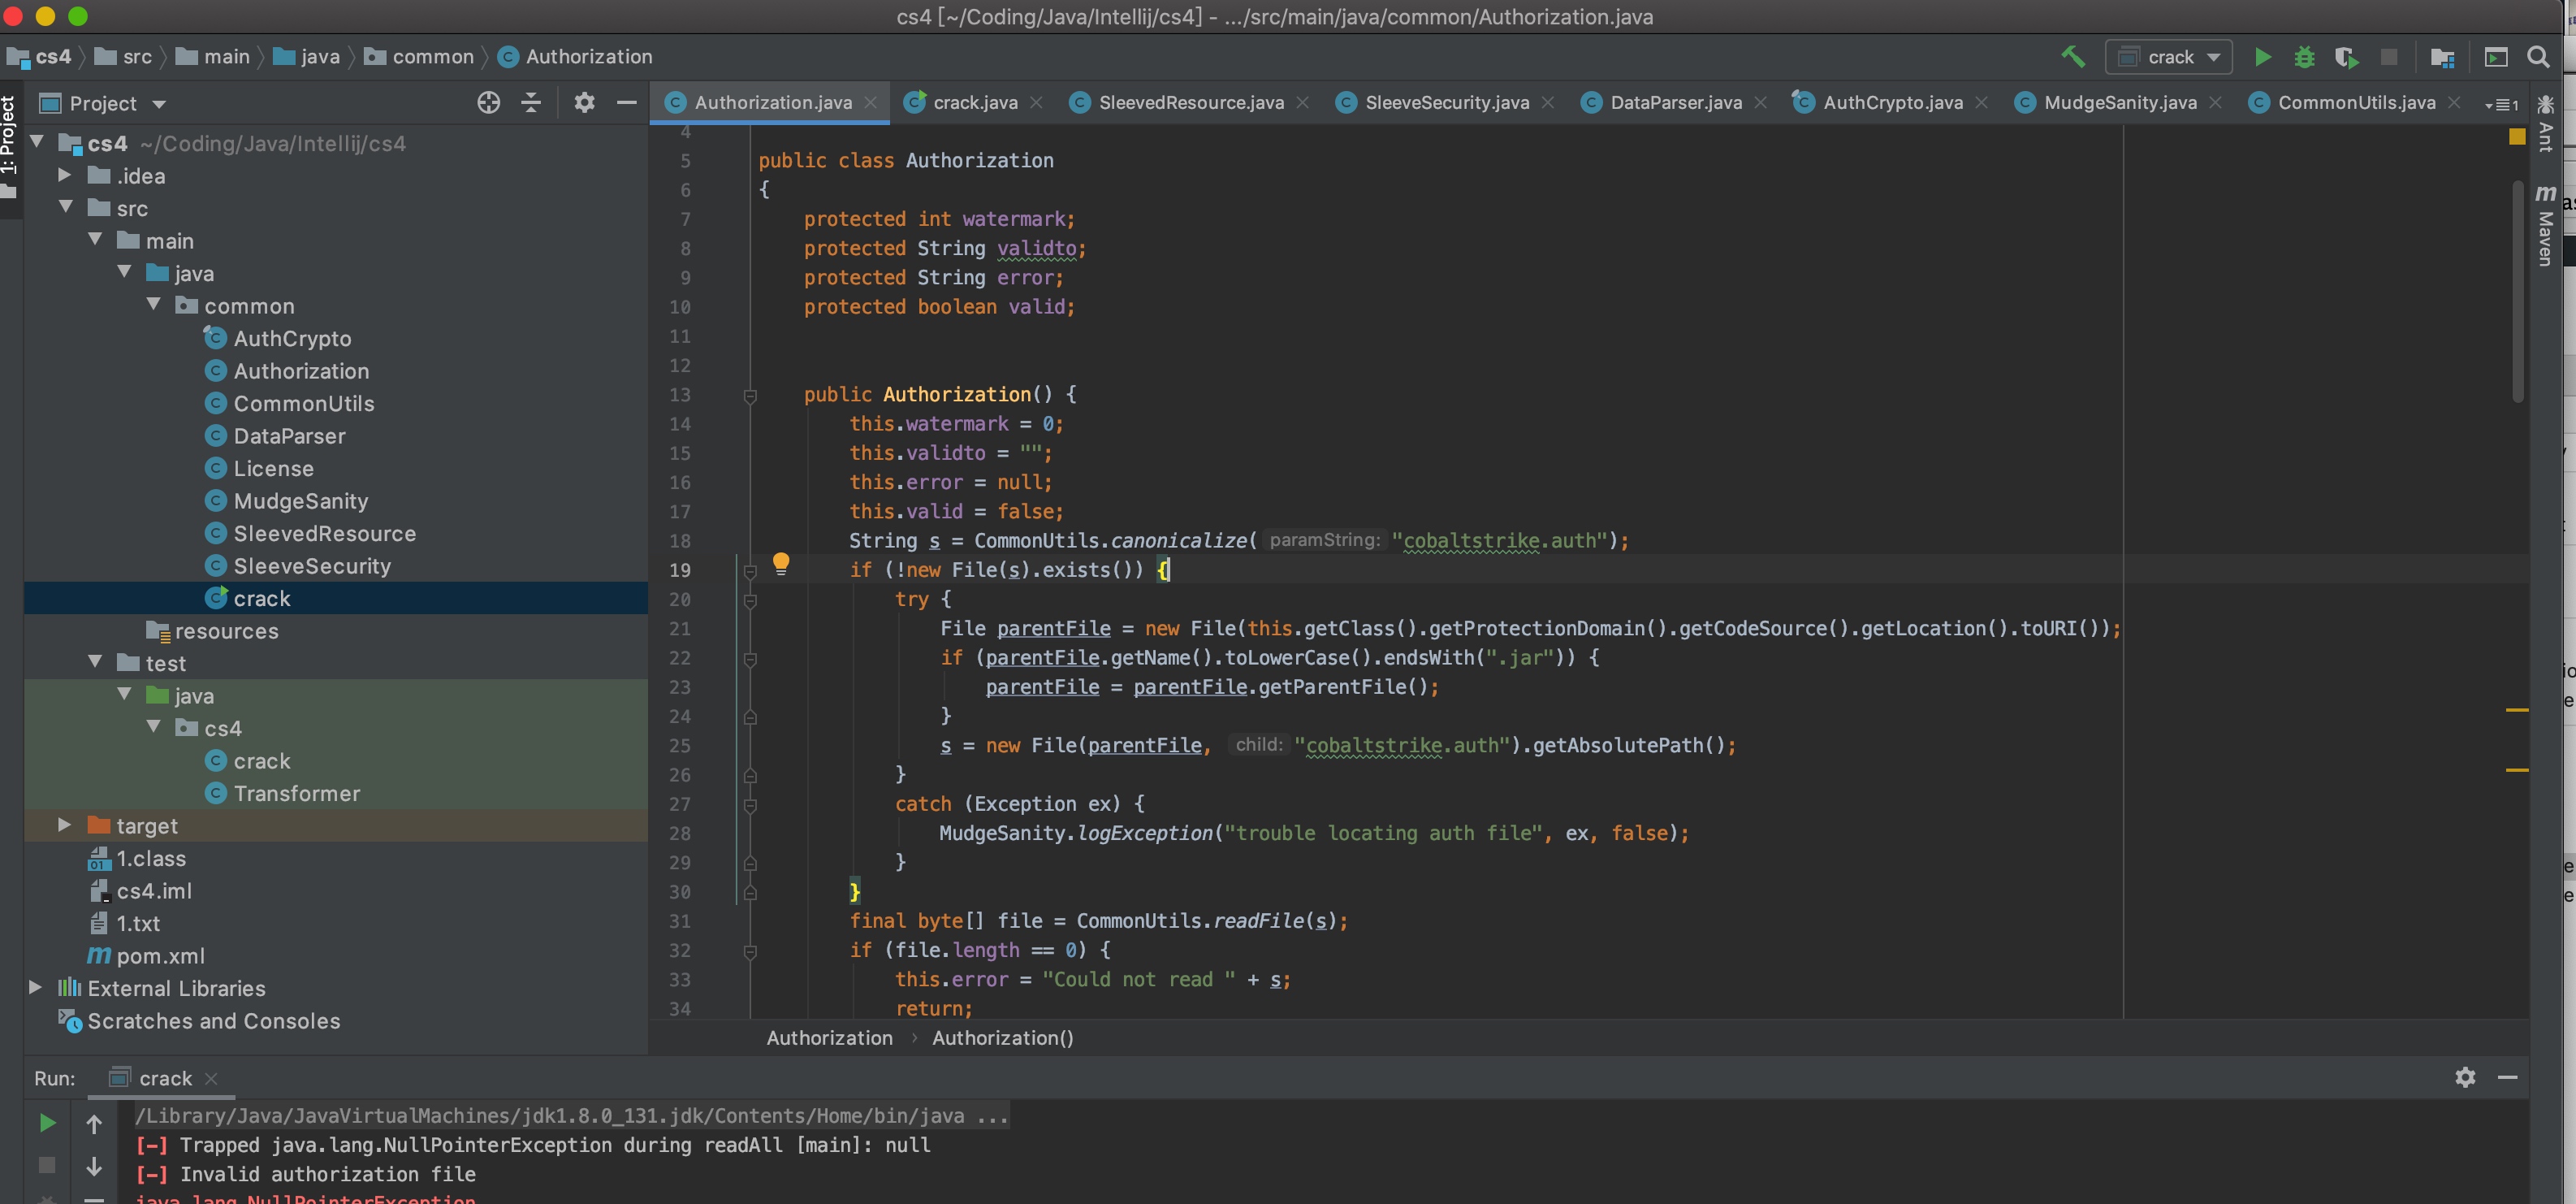 cs4 [~/Coding/Java/Intellij/cs4] - .../src/main/java/common/Authorization.java
cs4 src main java common Authorization
crack
Project
Authorization.java crack.java SleevedResource.java SleeveSecurity.java DataParser.java AuthCrypto.java MudgeSanity.java CommonUtils.java 1
1: Project
cs4 ~/Coding/Java/Intellij/cs4
.idea
src
main
java
common
AuthCrypto
Authorization
CommonUtils
DataParser
License
MudgeSanity
SleevedResource
SleeveSecurity
crack
resources
test
java
cs4
crack
Transformer
target
1.class
cs4.iml
1.txt
pom.xml
External Libraries
Scratches and Consoles
4
5 public class Authorization
6 {
7 protected int watermark;
8 protected String validto;
9 protected String error;
10 protected boolean valid;
11
12
13 public Authorization() {
14 this.watermark = 0;
15 this.validto = "";
16 this.error = null;
17 this.valid = false;
18 String s = CommonUtils.canonicalize( paramString: "cobaltstrike.auth");
19 if (!new File(s).exists()) {
20 try {
21 File parentFile = new File(this.getClass().getProtectionDomain().getCodeSource().getLocation().toURI());
22 if (parentFile.getName().toLowerCase().endsWith(".jar")) {
23 parentFile = parentFile.getParentFile();
24 }
25 s = new File(parentFile, child: "cobaltstrike.auth").getAbsolutePath();
26 }
27 catch (Exception ex) {
28 MudgeSanity.logException("trouble locating auth file", ex, false);
29 }
30 }
31 final byte[] file = CommonUtils.readFile(s);
32 if (file.length == 0) {
33 this.error = "Could not read " + s;
34 return;
Authorization › Authorization()
Ant
Maven
Run: crack
/Library/Java/JavaVirtualMachines/jdk1.8.0_131.jdk/Contents/Home/bin/java ...
[-] Trapped java.lang.NullPointerException during readAll [main]: null
[-] Invalid authorization file
java.lang.NullPointerException